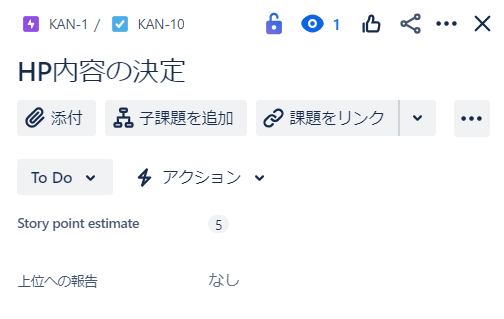 KAN-1 / KAN-10 1
HP内容の決定
添付 子課題を追加 課題をリンク
To Do アクション
Story point estimate 5
上位への報告 なし